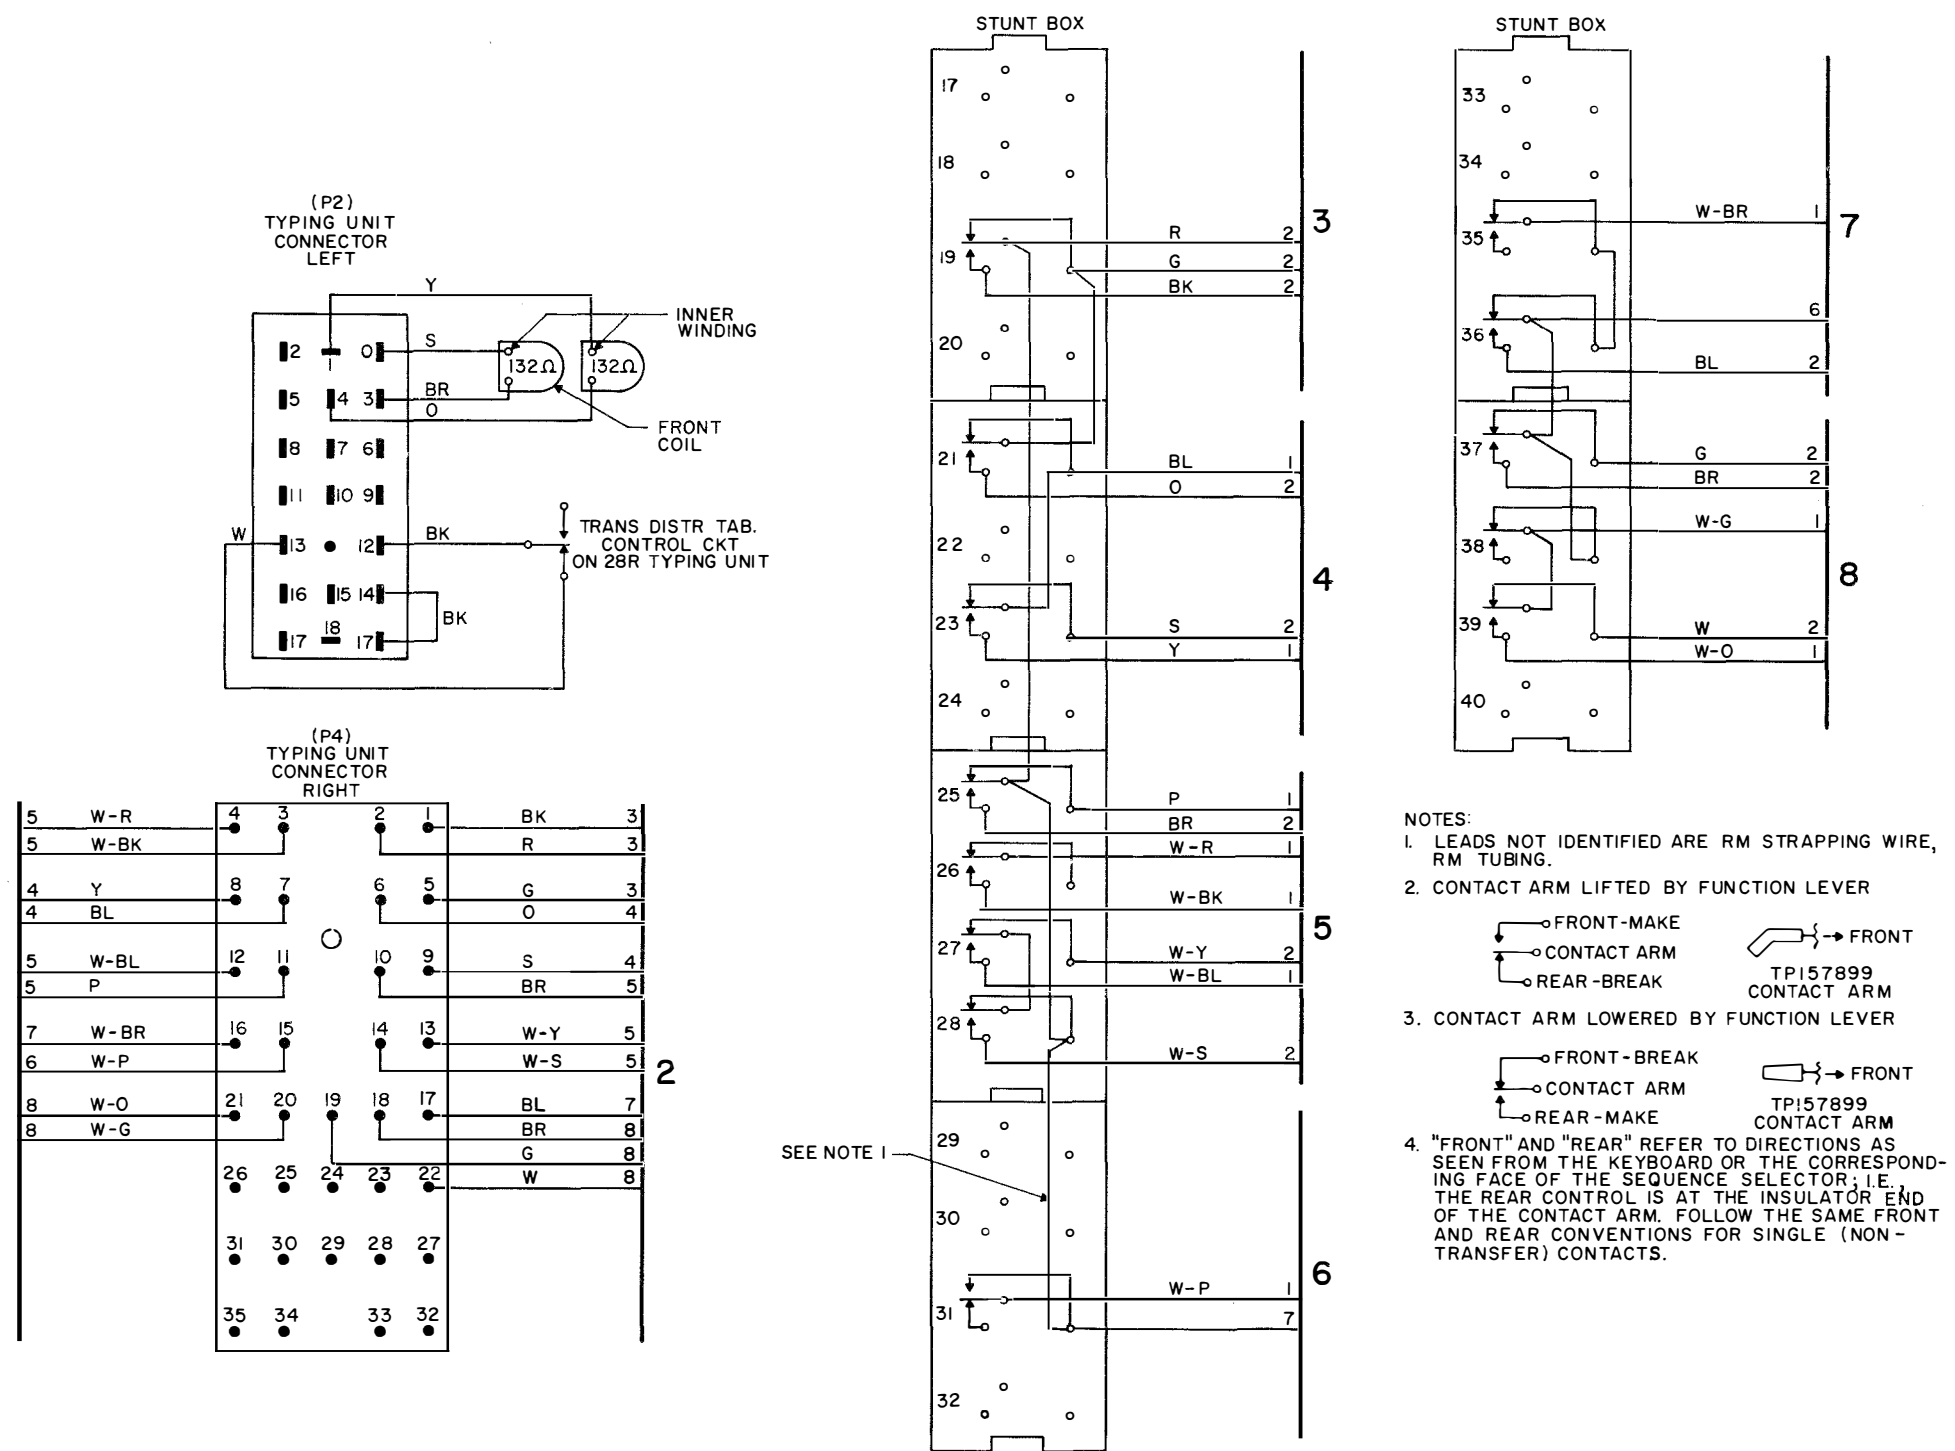 (P2)
TYPING UNIT
CONNECTOR
LEFT
Y
INNER
WINDING
2 0 S
132Ω 132Ω
5 4 3 BR
O
FRONT
COIL
8 7 6
11 10 9
W 13 12 BK
TRANS DISTR TAB.
CONTROL CKT
ON 28R TYPING UNIT
16 15 14
BK
17 18 17
(P4)
TYPING UNIT
CONNECTOR
RIGHT
5 W-R 4 3 2 1 BK 3
5 W-BK R 3
4 Y 8 7 6 5 G 3
4 BL O 4
5 W-BL 12 11 10 9 S 4
5 P BR 5
7 W-BR 16 15 14 13 W-Y 5
6 W-P W-S 5
2
8 W-O 21 20 19 18 17 BL 7
8 W-G BR 8
G 8
26 25 24 23 22 W 8
31 30 29 28 27
35 34 33 32
STUNT BOX
17
18
3
19
R 2
G 2
BK 2
20
21
BL 1
O 2
22
4
23
S 2
Y 1
24
25
P 1
BR 2
26
W-R 1
W-BK 1
5
27
W-Y 2
W-BL 1
28
W-S 2
29
SEE NOTE 1
30
6
31
W-P 1
7
32
STUNT BOX
33
34
W-BR 1
7
35
6
36
BL 2
37
G 2
BR 2
W-G 1
38
8
39
W 2
W-O 1
40
NOTES:
1. LEADS NOT IDENTIFIED ARE RM STRAPPING WIRE,
RM TUBING.
2. CONTACT ARM LIFTED BY FUNCTION LEVER
FRONT-MAKE
CONTACT ARM
REAR-BREAK
FRONT
TP157899
CONTACT ARM
3. CONTACT ARM LOWERED BY FUNCTION LEVER
FRONT-BREAK
CONTACT ARM
REAR-MAKE
FRONT
TP157899
CONTACT ARM
4. "FRONT" AND "REAR" REFER TO DIRECTIONS AS
SEEN FROM THE KEYBOARD OR THE CORRESPOND-
ING FACE OF THE SEQUENCE SELECTOR; I.E.,
THE REAR CONTROL IS AT THE INSULATOR END
OF THE CONTACT ARM. FOLLOW THE SAME FRONT
AND REAR CONVENTIONS FOR SINGLE (NON-
TRANSFER) CONTACTS.